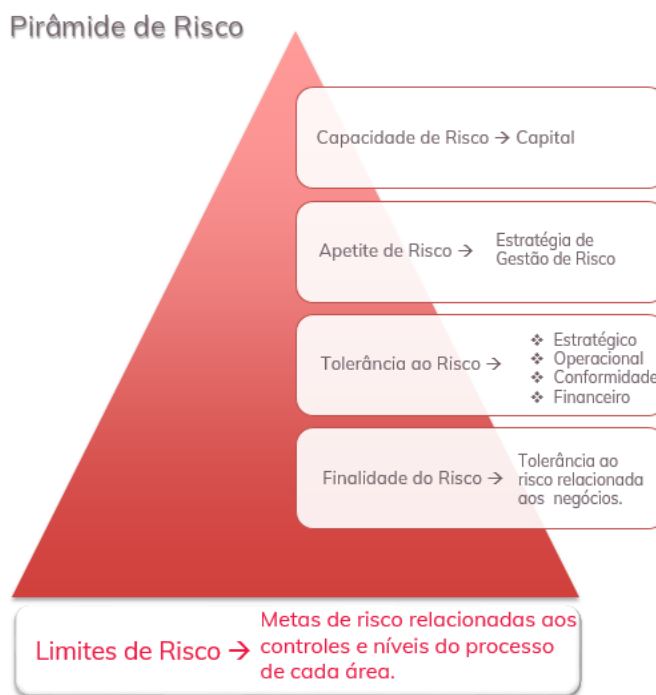 Pirâmide de Risco
Capacidade de Risco → Capital
Apetite de Risco → Estratégia de
Gestão de Risco
Tolerância ao Risco → ❖ Estratégico
❖ Operacional
❖ Conformidade
❖ Financeiro
Finalidade do Risco → Tolerância ao
risco relacionada
aos negócios.
Limites de Risco → Metas de risco relacionadas aos
controles e níveis do processo
de cada área.